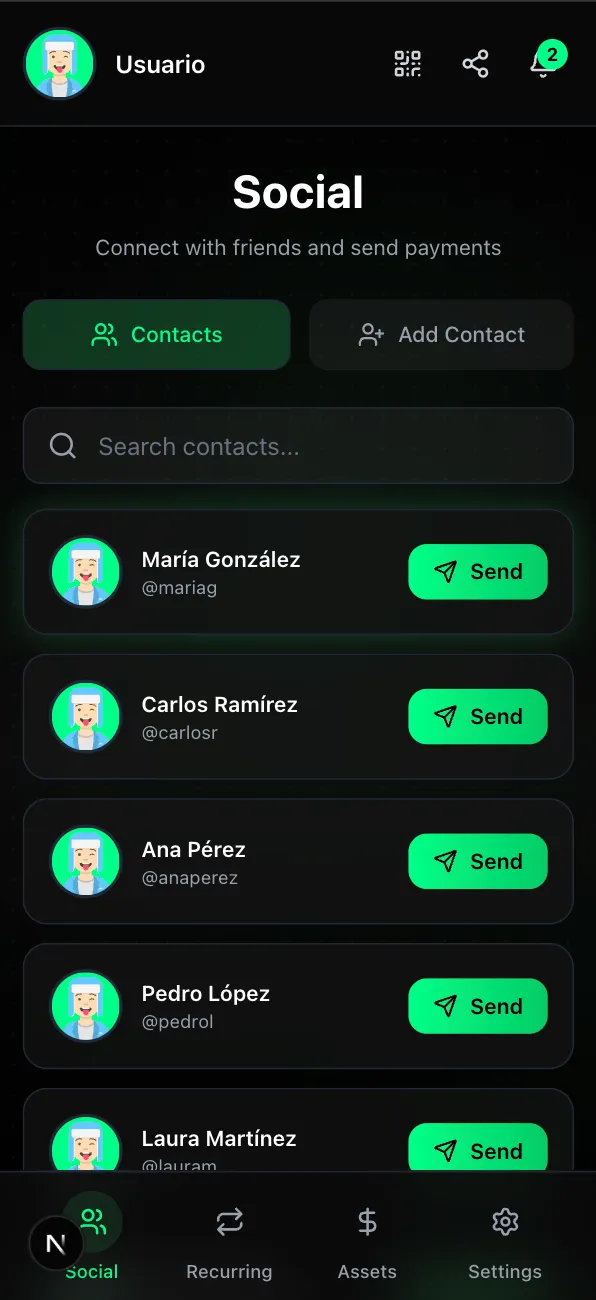 Usuario
2
Social
Connect with friends and send payments
Contacts
Add Contact
Search contacts...
María González
@mariag
Send
Carlos Ramírez
@carlosr
Send
Ana Pérez
@anaperez
Send
Pedro López
@pedrol
Send
Laura Martínez
@lauram
Send
N
Social
Recurring
Assets
Settings